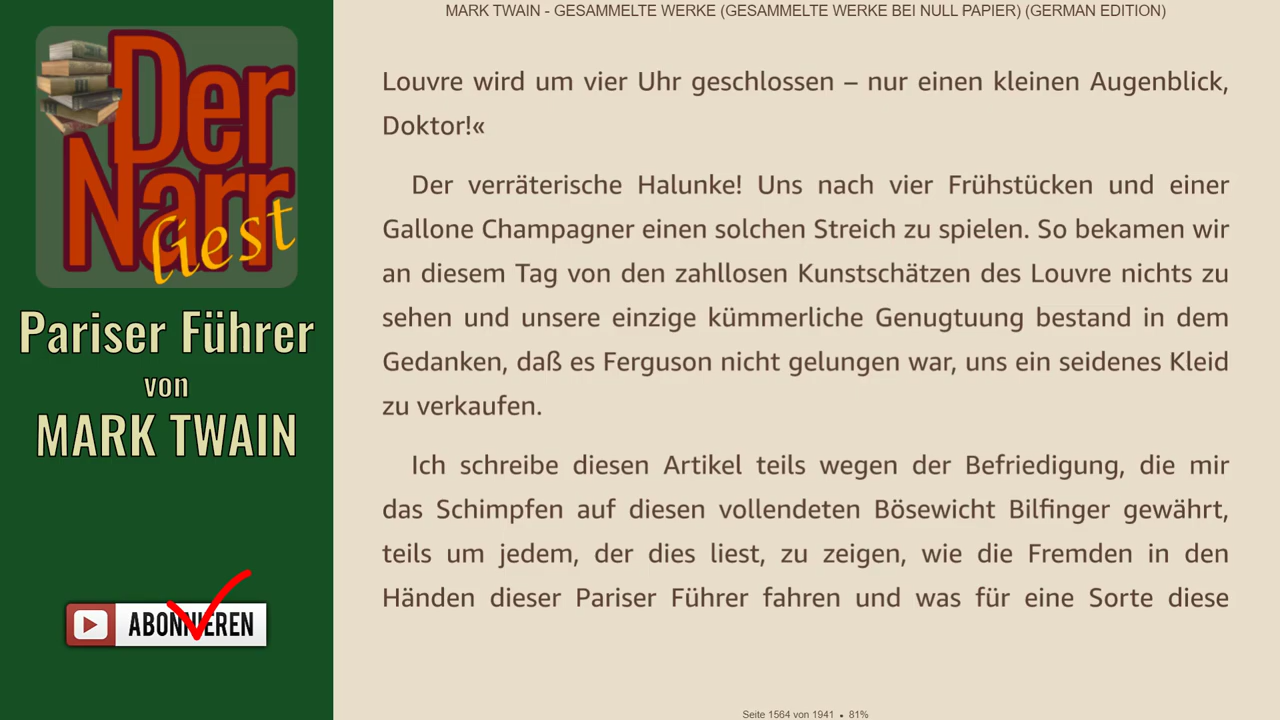 Der
Narr
liest
Pariser Führer
von
MARK TWAIN
ABONNIEREN
MARK TWAIN - GESAMMELTE WERKE (GESAMMELTE WERKE BEI NULL PAPIER) (GERMAN EDITION)
Louvre wird um vier Uhr geschlossen – nur einen kleinen Augenblick,
Doktor!«
Der verräterische Halunke! Uns nach vier Frühstücken und einer
Gallone Champagner einen solchen Streich zu spielen. So bekamen wir
an diesem Tag von den zahllosen Kunstschätzen des Louvre nichts zu
sehen und unsere einzige kümmerliche Genugtuung bestand in dem
Gedanken, daß es Ferguson nicht gelungen war, uns ein seidenes Kleid
zu verkaufen.
Ich schreibe diesen Artikel teils wegen der Befriedigung, die mir
das Schimpfen auf diesen vollendeten Bösewicht Bilfinger gewährt,
teils um jedem, der dies liest, zu zeigen, wie die Fremden in den
Händen dieser Pariser Führer fahren und was für eine Sorte diese
Seite 1564 von 1941 • 81%